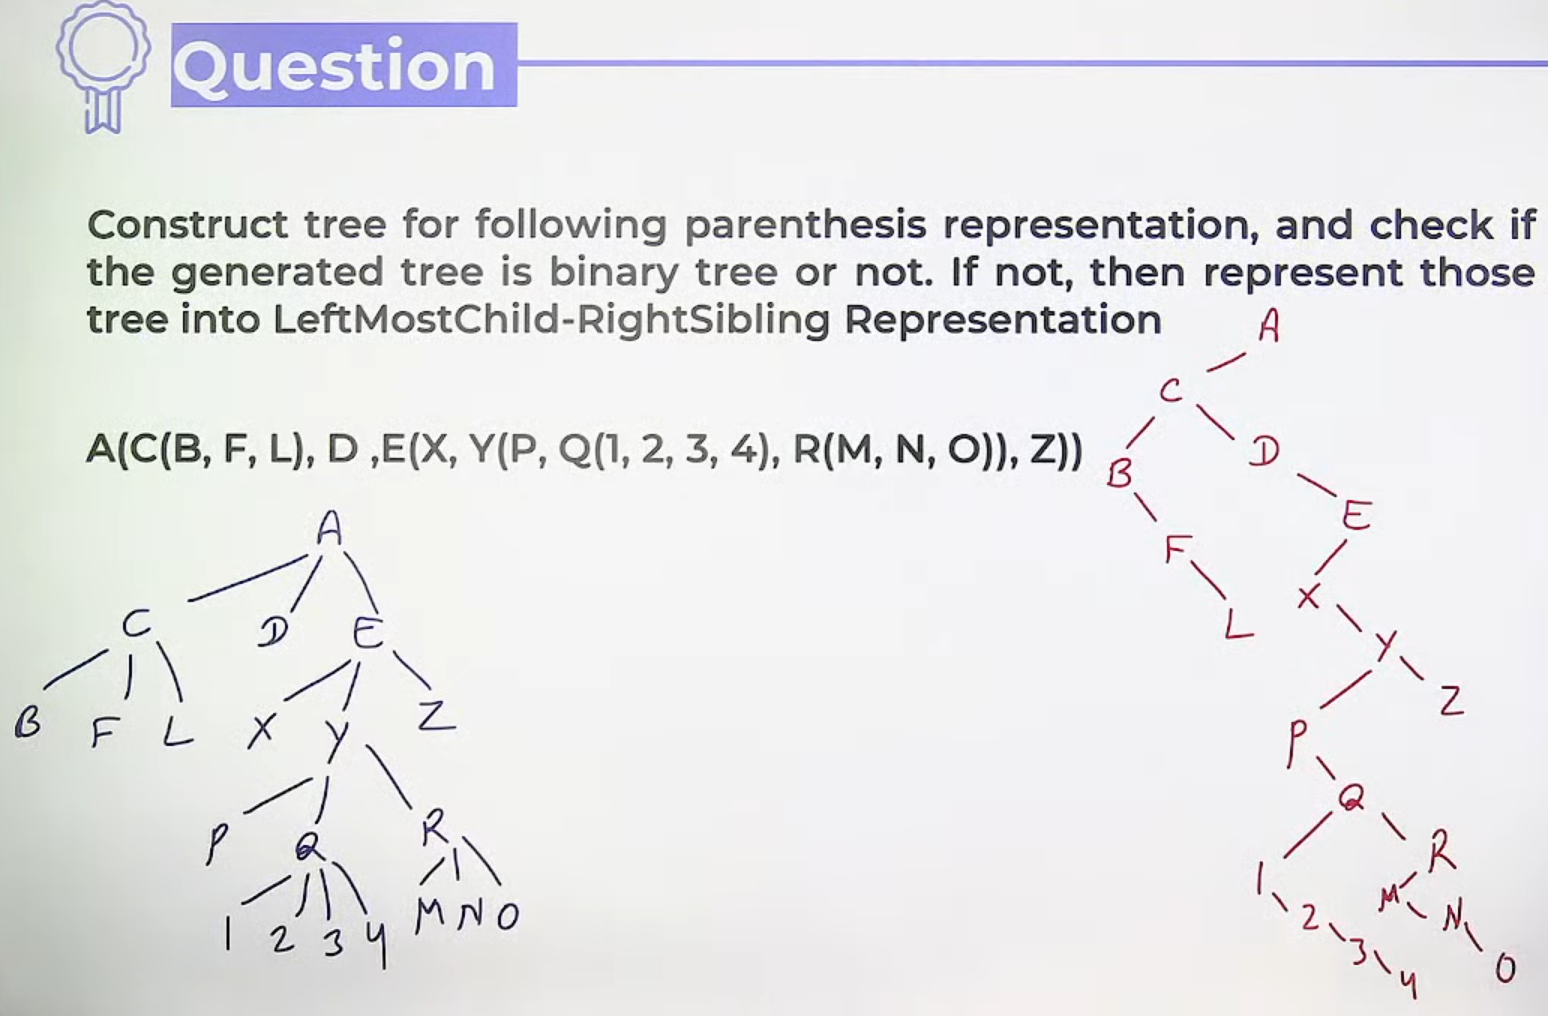 Question
Construct tree for following parenthesis representation, and check if
the generated tree is binary tree or not. If not, then represent those
tree into LeftMostChild-RightSibling Representation
A(C(B, F, L), D ,E(X, Y(P, Q(1, 2, 3, 4), R(M, N, O)), Z))
A
C D E
B F L X Y Z
P Q R
1 2 3 4 M N O
A
C
B D
E
F
X
L Y
Z
P
Q
R
1 M
2 N
3 O
4